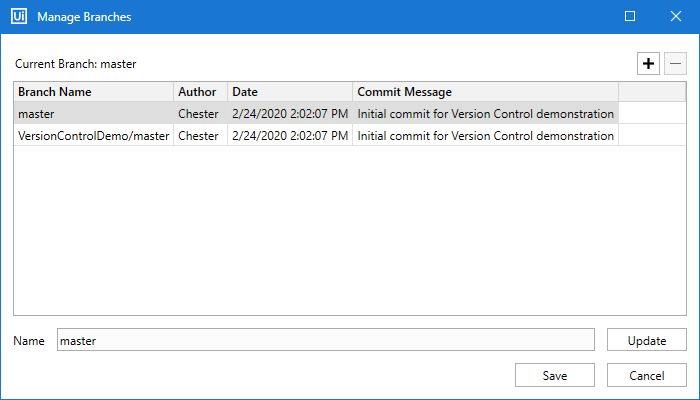 Ui Manage Branches
Current Branch: master
Branch Name Author Date Commit Message
master Chester 2/24/2020 2:02:07 PM Initial commit for Version Control demonstration
VersionControlDemo/master Chester 2/24/2020 2:02:07 PM Initial commit for Version Control demonstration
Name master Update
Save Cancel